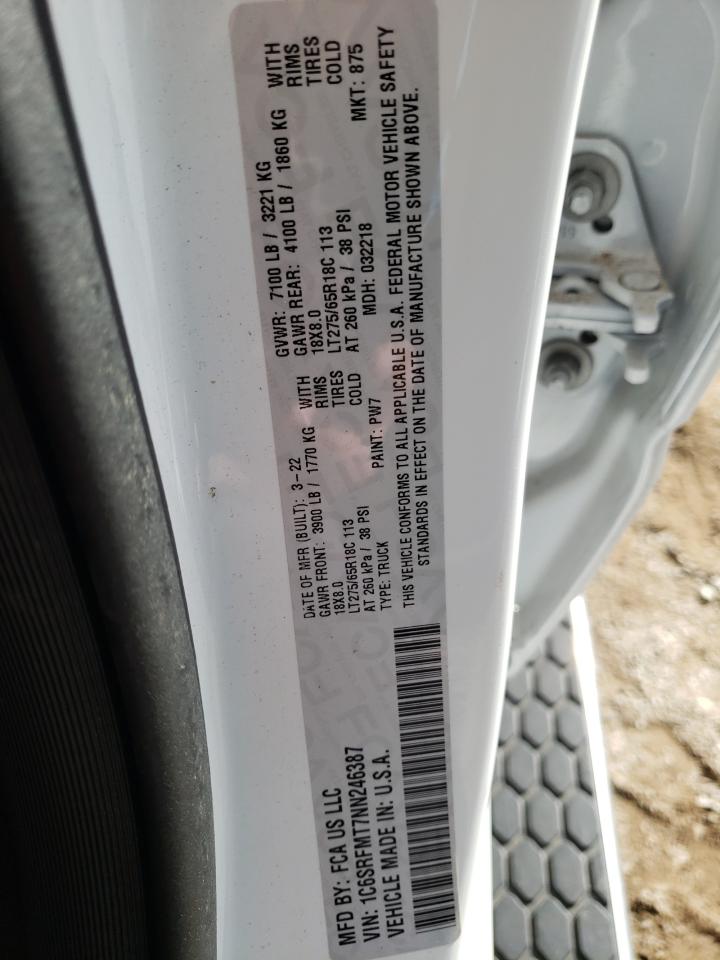 MFD BY: FCA US LLC
DATE OF MFR (BUILT): 3-22
GVWR: 7100 LB / 3221 KG
GAWR FRONT: 3900 LB / 1770 KG WITH
GAWR REAR: 4100 LB / 1860 KG WITH
18X8.0 RIMS
18X8.0 RIMS
LT275/65R18C 113 TIRES
LT275/65R18C 113 TIRES
AT 260 kPa / 38 PSI COLD
AT 260 kPa / 38 PSI COLD
VIN: 1C6SRFMT7NN246387
TYPE: TRUCK
PAINT: PW7
MDH: 032218
MKT: 875
VEHICLE MADE IN: U.S.A.
THIS VEHICLE CONFORMS TO ALL APPLICABLE U.S.A. FEDERAL MOTOR VEHICLE SAFETY
STANDARDS IN EFFECT ON THE DATE OF MANUFACTURE SHOWN ABOVE.